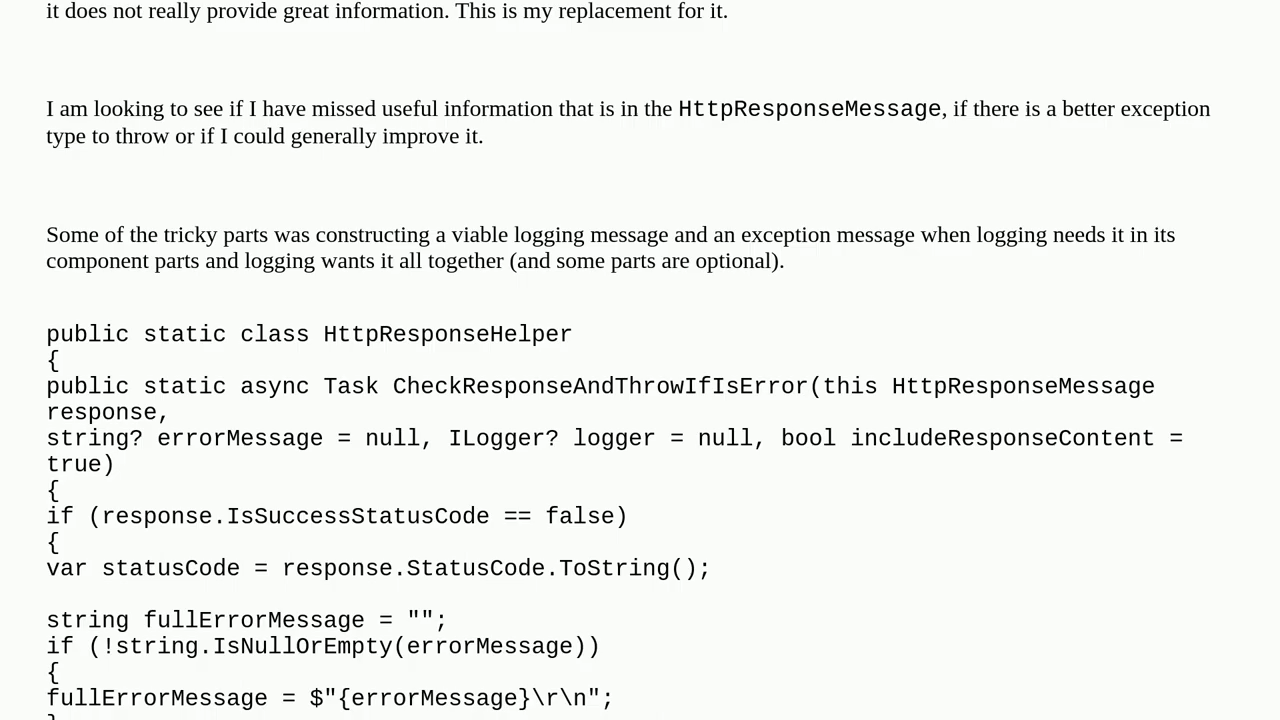 it does not really provide great information. This is my replacement for it.
I am looking to see if I have missed useful information that is in the HttpResponseMessage, if there is a better exception
type to throw or if I could generally improve it.
Some of the tricky parts was constructing a viable logging message and an exception message when logging needs it in its
component parts and logging wants it all together (and some parts are optional).
public static class HttpResponseHelper
{
public static async Task CheckResponseAndThrowIfIsError(this HttpResponseMessage
response,
string? errorMessage = null, ILogger? logger = null, bool includeResponseContent =
true)
{
if (response.IsSuccessStatusCode == false)
{
var statusCode = response.StatusCode.ToString();
string fullErrorMessage = "";
if (!string.IsNullOrEmpty(errorMessage))
{
fullErrorMessage = $"{errorMessage}\r\n";
}